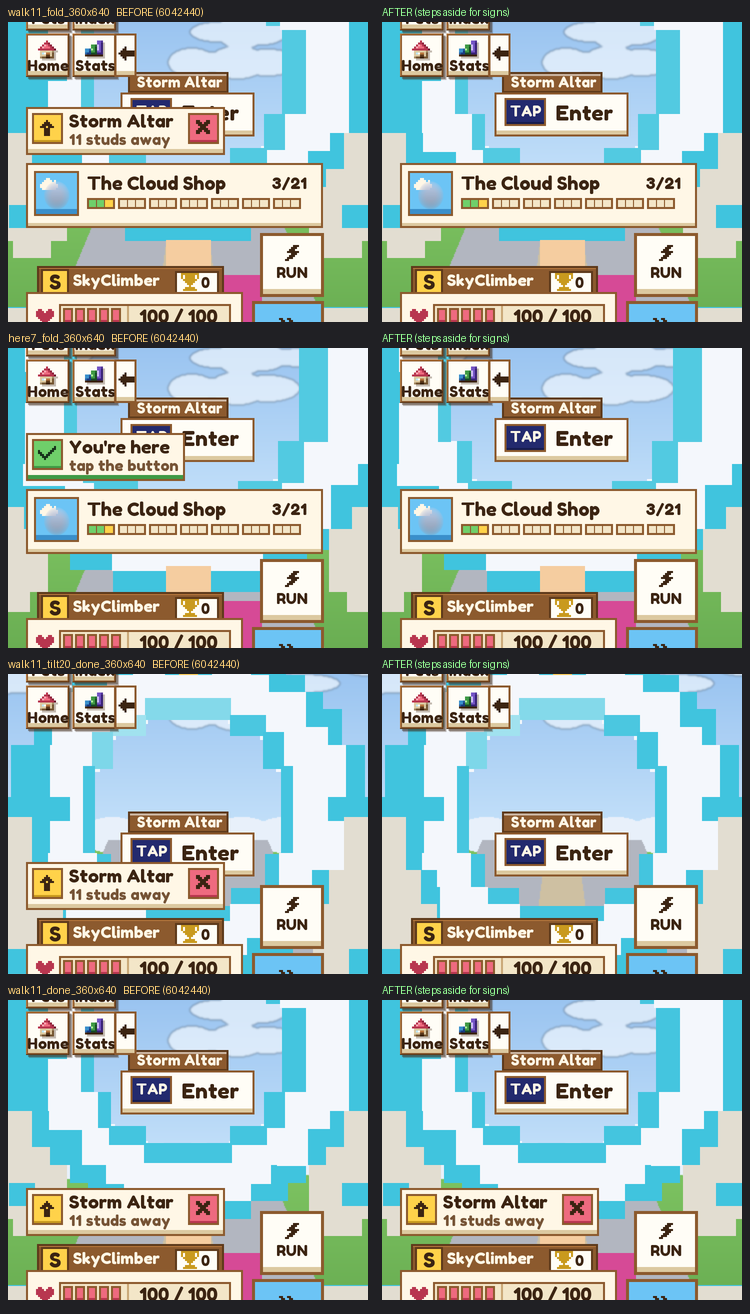 walk11_fold_360x640 BEFORE (6042440)
AFTER (steps aside for signs)
Home
Stats
Storm Altar
TAP
Enter
Storm Altar
11 studs away
The Cloud Shop
3/21
RUN
S
SkyClimber
0
100 / 100
Home
Stats
Storm Altar
TAP
Enter
The Cloud Shop
3/21
RUN
S
SkyClimber
0
100 / 100
here7_fold_360x640 BEFORE (6042440)
AFTER (steps aside for signs)
Home
Stats
Storm Altar
Enter
You're here
tap the button
The Cloud Shop
3/21
RUN
S
SkyClimber
0
100 / 100
Home
Stats
Storm Altar
TAP
Enter
The Cloud Shop
3/21
RUN
S
SkyClimber
0
100 / 100
walk11_tilt20_done_360x640 BEFORE (6042440)
AFTER (steps aside for signs)
Home
Stats
Storm Altar
TAP
Enter
Storm Altar
11 studs away
RUN
S
SkyClimber
0
100 / 100
Home
Stats
Storm Altar
TAP
Enter
RUN
S
SkyClimber
0
100 / 100
walk11_done_360x640 BEFORE (6042440)
AFTER (steps aside for signs)
Home
Stats
Storm Altar
TAP
Enter
Storm Altar
11 studs away
RUN
S
SkyClimber
0
100 / 100
Home
Stats
Storm Altar
TAP
Enter
Storm Altar
11 studs away
RUN
S
SkyClimber
0
100 / 100